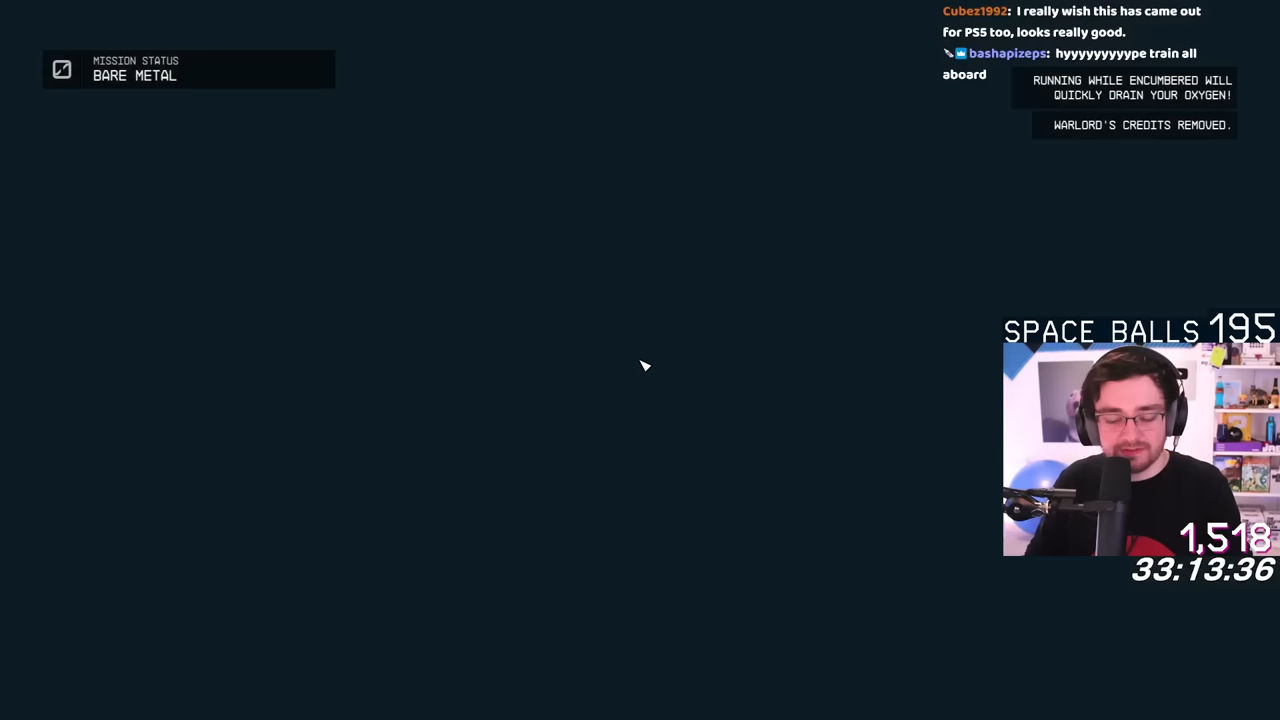 Cubez1992: I really wish this has came out
for PS5 too, looks really good.
bashapizeps: hyyyyyyyyype train all
aboard
MISSION STATUS
BARE METAL
RUNNING WHILE ENCUMBERED WILL
QUICKLY DRAIN YOUR OXYGEN!
WARLORD'S CREDITS REMOVED.
SPACE BALLS 195
1,518
33:13:36